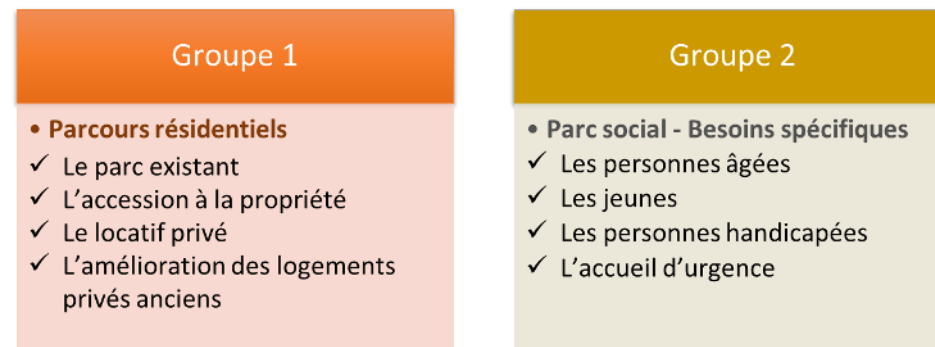 Groupe 1
• Parcours résidentiels
✓ Le parc existant
✓ L'accession à la propriété
✓ Le locatif privé
✓ L'amélioration des logements
privés anciens
Groupe 2
• Parc social - Besoins spécifiques
✓ Les personnes âgées
✓ Les jeunes
✓ Les personnes handicapées
✓ L'accueil d'urgence